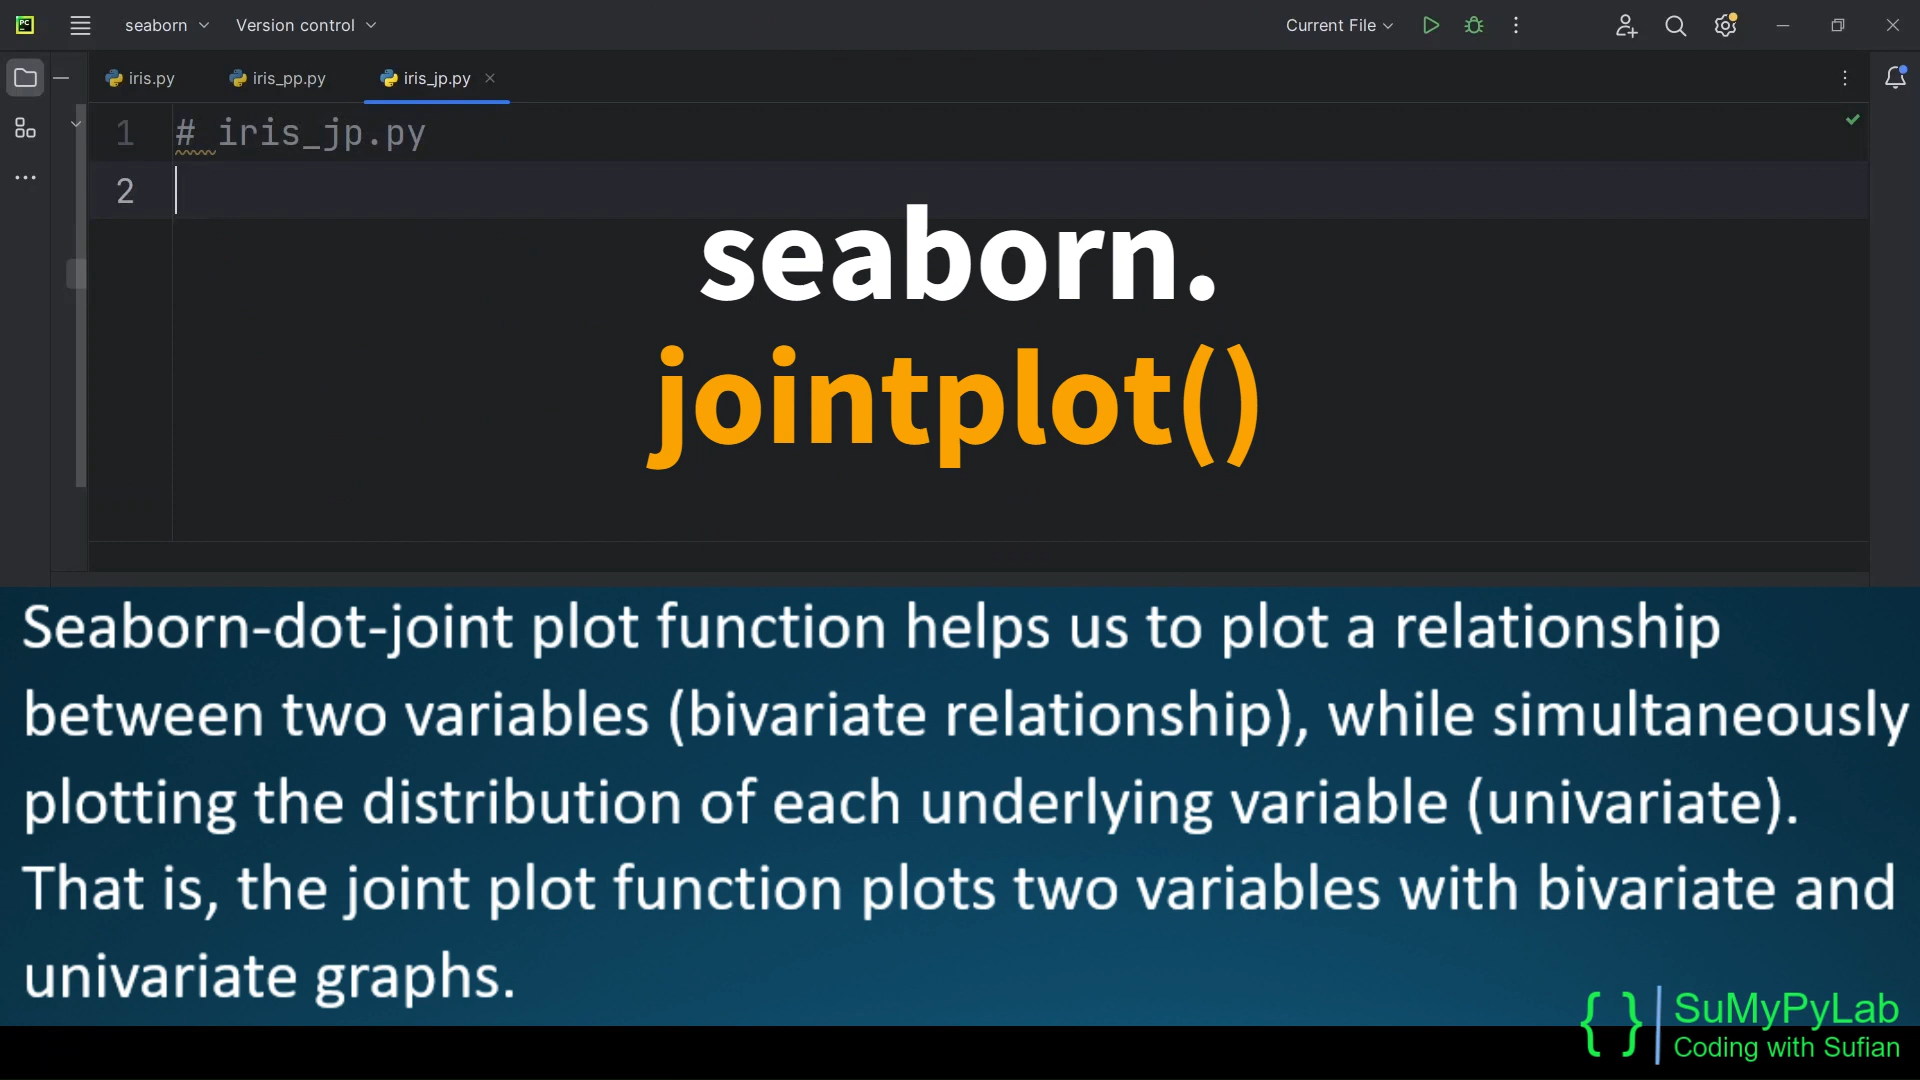 PC
seaborn
Version control
Current File
iris.py
iris_pp.py
iris_jp.py
1
# iris_jp.py
2
seaborn.
jointplot()
Seaborn-dot-joint plot function helps us to plot a relationship
between two variables (bivariate relationship), while simultaneously
plotting the distribution of each underlying variable (univariate).
That is, the joint plot function plots two variables with bivariate and
univariate graphs.
{ } SuMyPyLab
Coding with Sufian